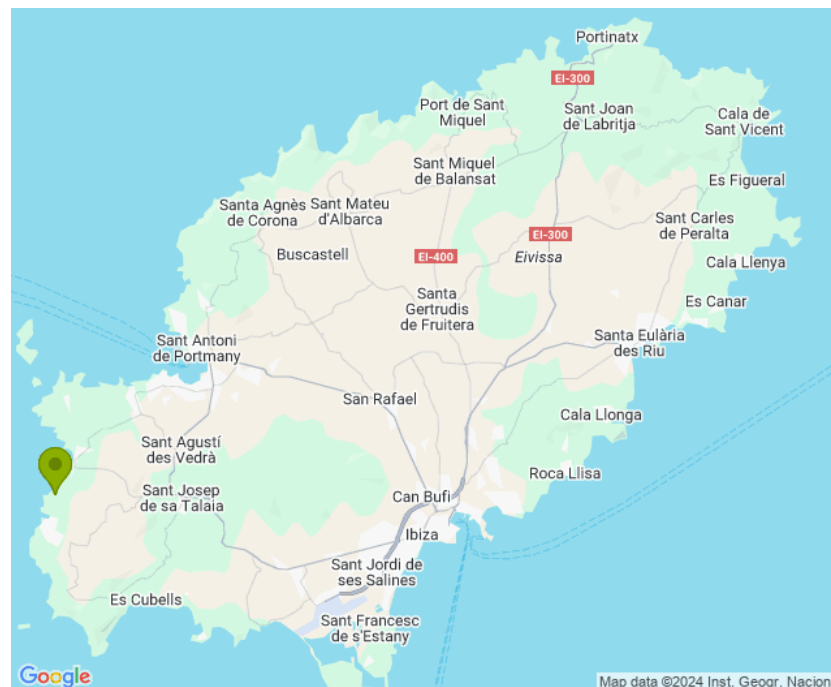 Portinatx
EI-300
Port de Sant
Miquel
Sant Joan
de Labritja
Cala de
Sant Vicent
Sant Miquel
de Balansat
Es Figueral
Santa Agnès
de Corona
Sant Mateu
d'Albarca
Sant Carles
de Peralta
EI-300
Buscastell
EI-400
Eivissa
Cala Llenya
Santa
Gertrudis
de Fruitera
Es Canar
Sant Antoni
de Portmany
Santa Eulària
des Riu
San Rafael
Cala Llonga
Sant Agustí
des Vedrà
Roca Llisa
Sant Josep
de sa Talaia
Can Bufi
Ibiza
Sant Jordi de
ses Salines
Es Cubells
Sant Francesc
de s'Estany
Google
Map data ©2024 Inst. Geogr. Nacion